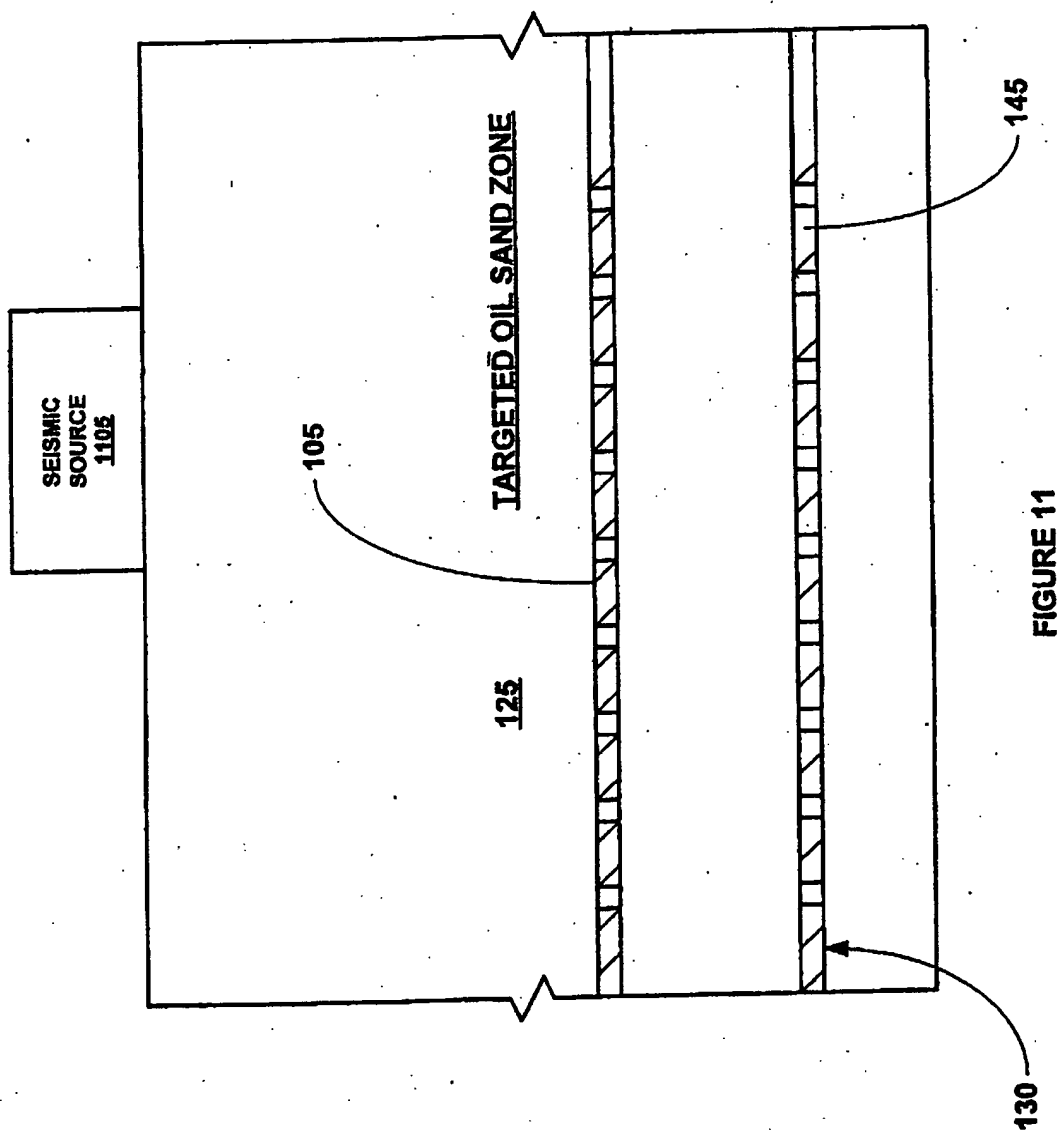 SEISMIC
SOURCE
1105
TARGETED OIL SAND ZONE
105
125
145
130
FIGURE 11